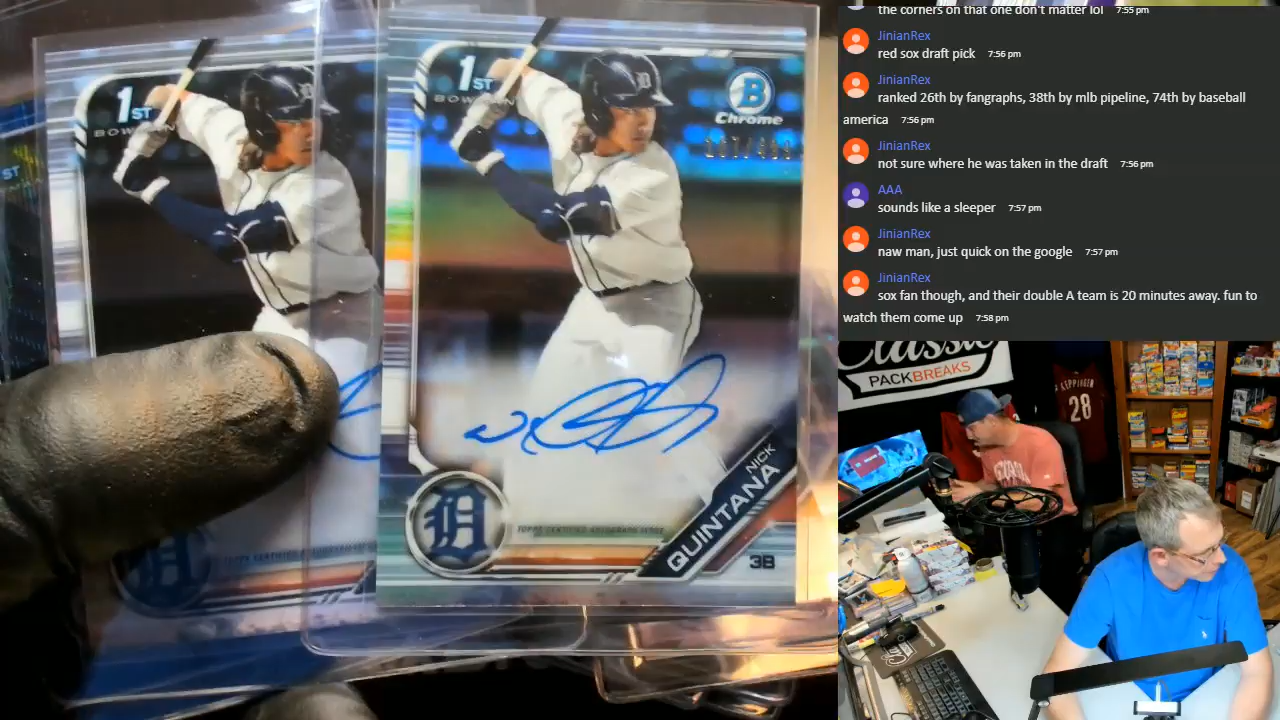 1ST
BOWMAN
1ST
BOWMAN
B
Chrome
D
NICK
QUINTANA
3B
TOPPS CERTIFIED AUTOGRAPH ISSUE
the corners on that one don't matter lol 7:55 pm
JinianRex
red sox draft pick 7:56 pm
JinianRex
ranked 26th by fangraphs, 38th by mlb pipeline, 74th by baseball
america 7:56 pm
JinianRex
not sure where he was taken in the draft 7:56 pm
AAA
sounds like a sleeper 7:57 pm
JinianRex
naw man, just quick on the google 7:57 pm
JinianRex
sox fan though, and their double A team is 20 minutes away. fun to
watch them come up 7:58 pm
Classic
PACKBREAKS
LEPPINGER
28